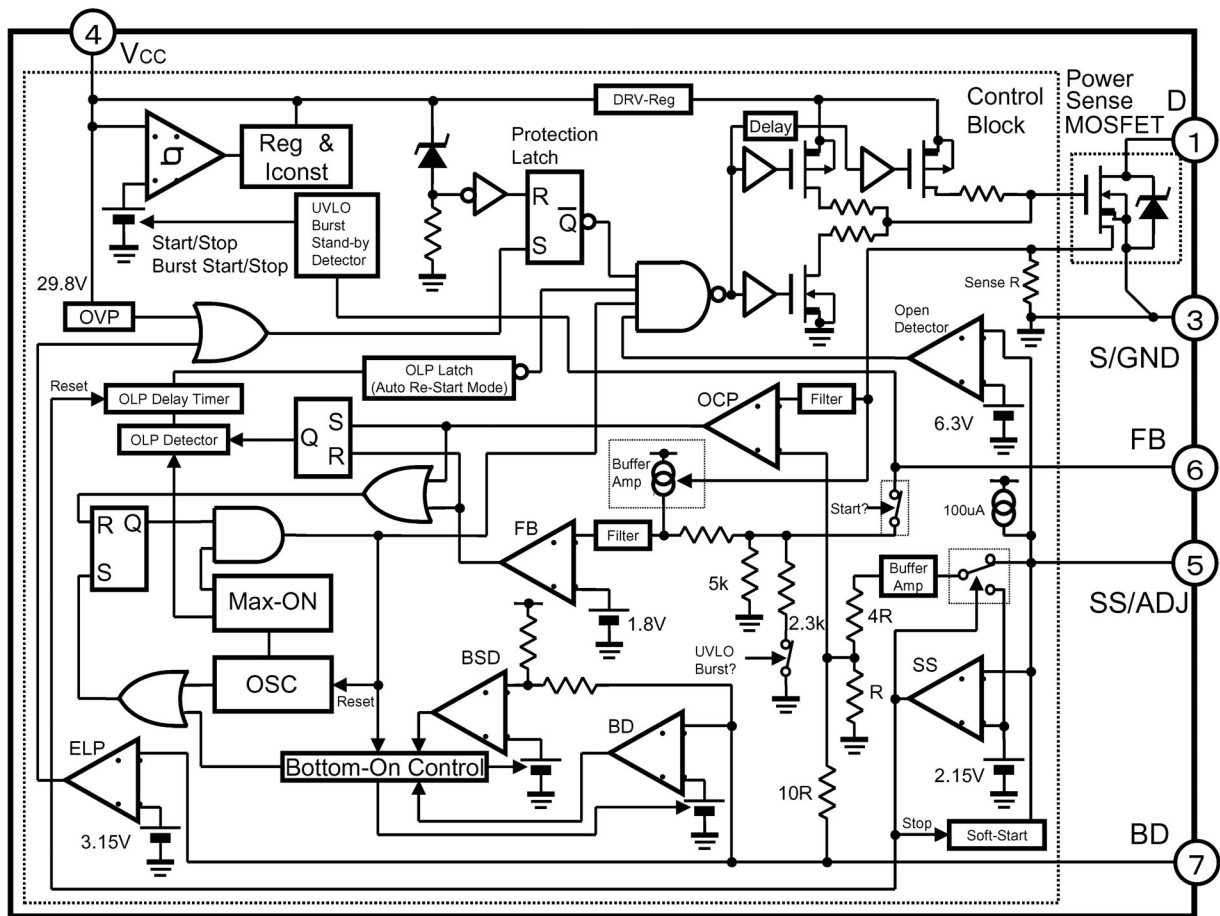 4
VCC
DRV-Reg
Control
Block
Power
Sense
MOSFET
D
1
Reg &
Iconst
Protection
Latch
Delay
R
Q
S
UVLO
Burst
Stand-by
Detector
Start/Stop
Burst Start/Stop
29.8V
OVP
Sense R
3
S/GND
Open
Detector
6.3V
Reset
OLP Delay Timer
OLP Latch
(Auto Re-Start Mode)
OLP Detector
Q
S
R
OCP
Filter
FB
6
Buffer
Amp
Start?
100uA
R
Q
S
FB
Filter
5k
2.3k
1.8V
Buffer
Amp
5
SS/ADJ
4R
R
Max-ON
OSC
Reset
BSD
UVLO
Burst?
SS
2.15V
ELP
3.15V
Bottom-On Control
BD
10R
Stop
Soft-Start
BD
7